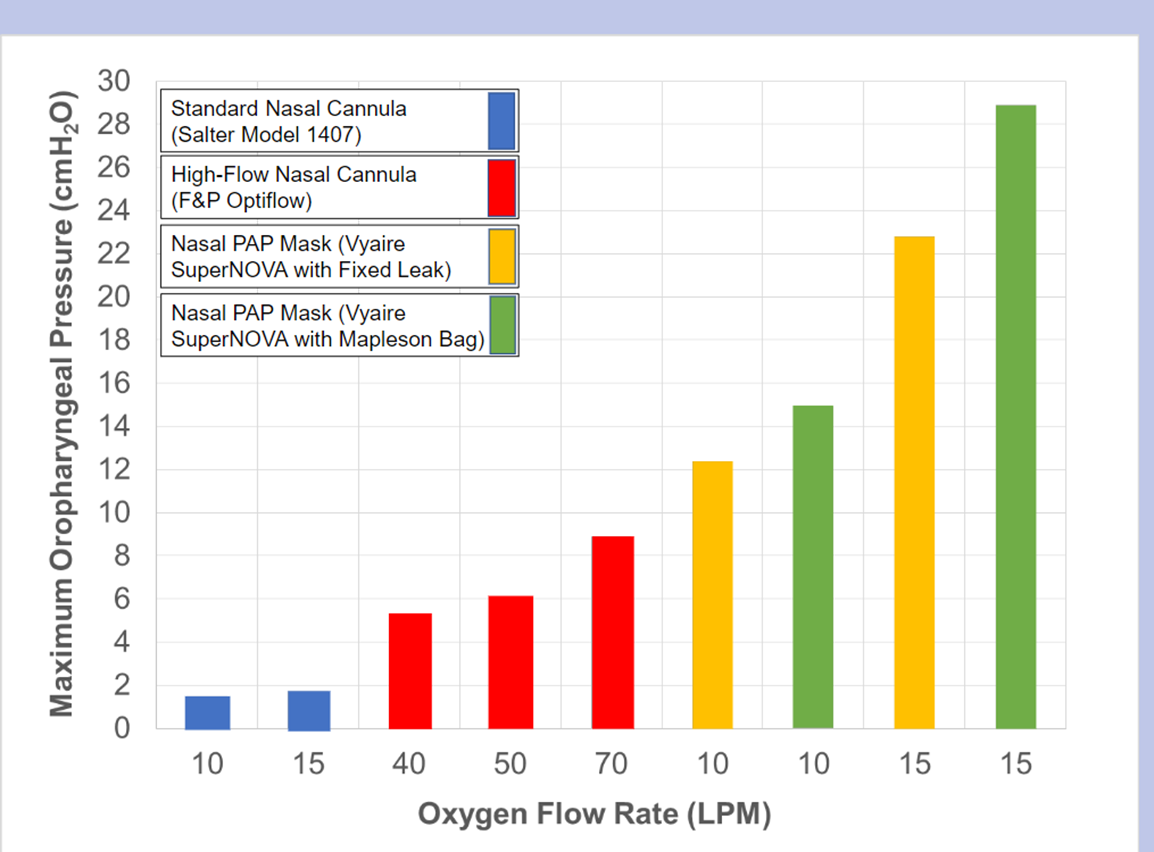 Maximum Oropharyngeal Pressure (cmH₂O)
30
28
26
24
22
20
18
16
14
12
10
8
6
4
2
0
Standard Nasal Cannula
(Salter Model 1407)
High-Flow Nasal Cannula
(F&P Optiflow)
Nasal PAP Mask (Vyaire
SuperNOVA with Fixed Leak)
Nasal PAP Mask (Vyaire
SuperNOVA with Mapleson Bag)
10 15 40 50 70 10 10 15 15
Oxygen Flow Rate (LPM)